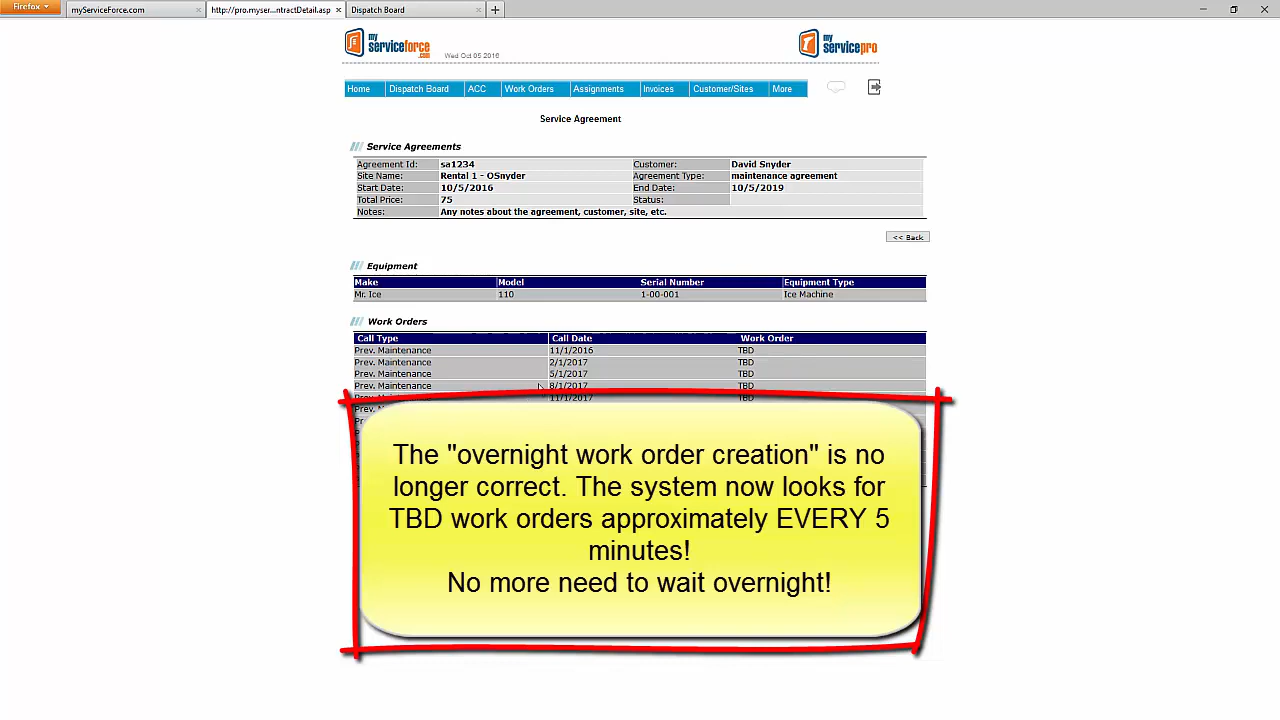 Firefox
myServiceForce.com
http://pro.myser...ntractDetail.asp
Dispatch Board
my
serviceforce
.com
Wed Oct 05 2016
my
servicepro
Home
Dispatch Board
ACC
Work Orders
Assignments
Invoices
Customer/Sites
More
Service Agreement
Service Agreements
Agreement Id: sa1234 Customer: David Snyder
Site Name: Rental 1 - OSnyder Agreement Type: maintenance agreement
Start Date: 10/5/2016 End Date: 10/5/2019
Total Price: 75 Status:
Notes: Any notes about the agreement, customer, site, etc.
<< Back
Equipment
Make Model Serial Number Equipment Type
Mr. Ice 110 1-00-001 Ice Machine
Work Orders
Call Type Call Date Work Order
Prev. Maintenance 11/1/2016 TBD
Prev. Maintenance 2/1/2017 TBD
Prev. Maintenance 5/1/2017 TBD
Prev. Maintenance 8/1/2017 TBD
11/1/2017 TBD
The "overnight work order creation" is no
longer correct. The system now looks for
TBD work orders approximately EVERY 5
minutes!
No more need to wait overnight!